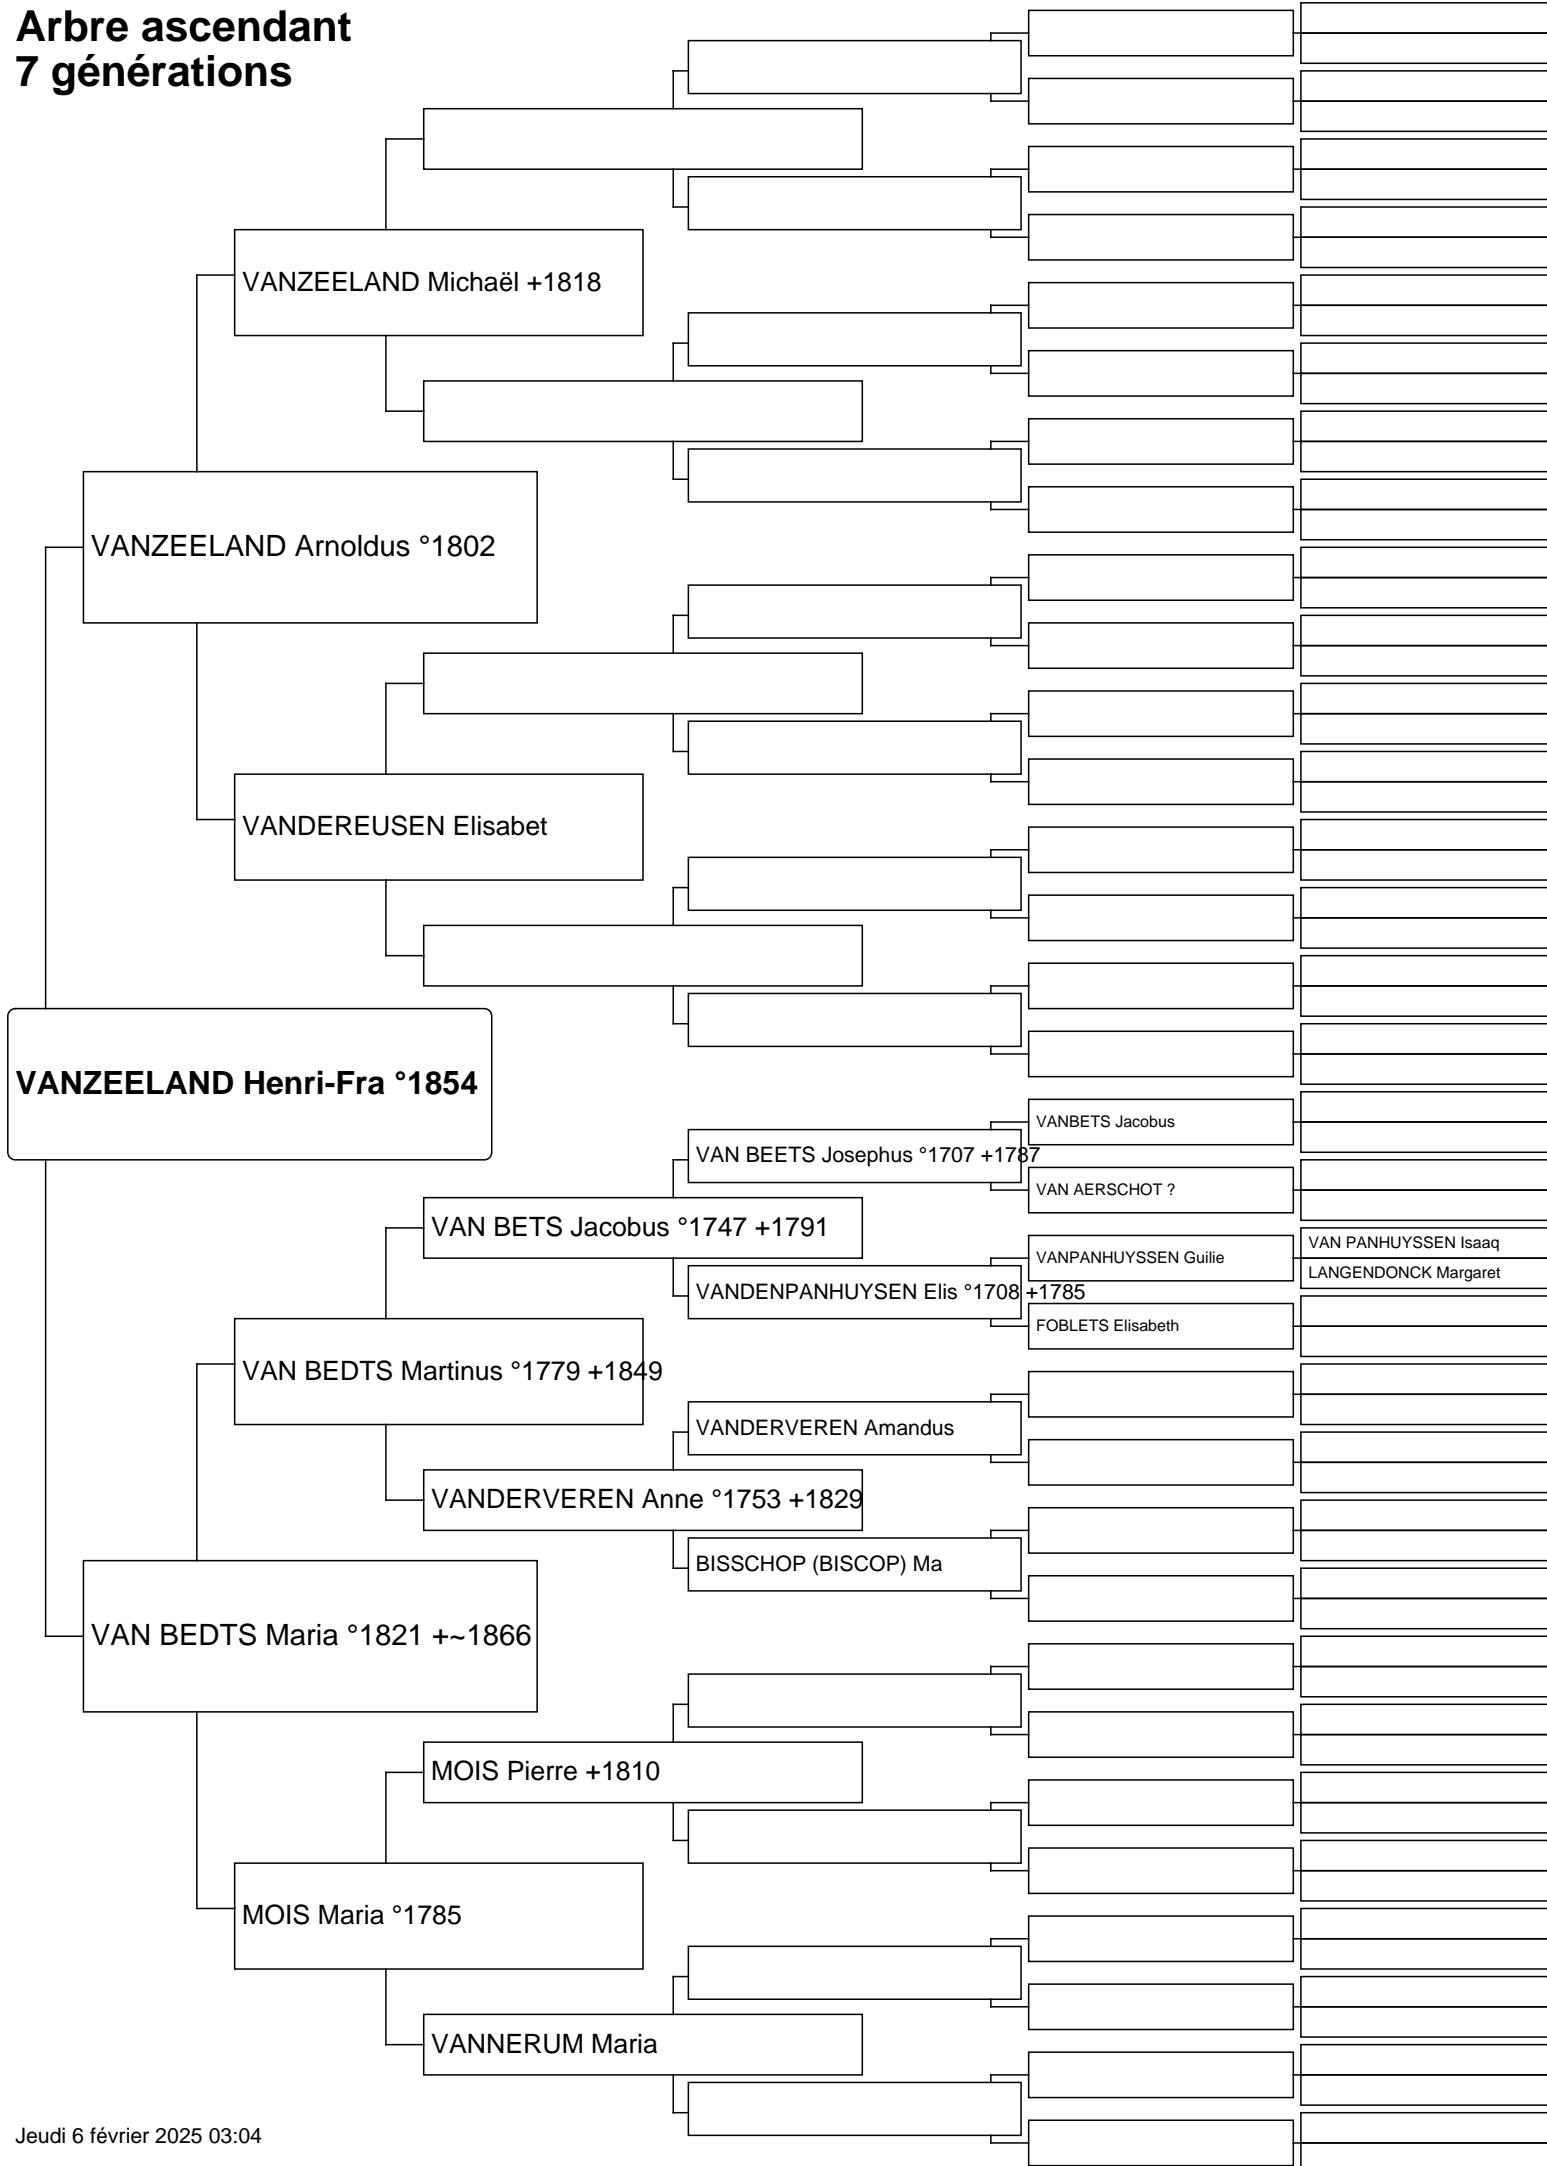 Arbre ascendant
7 générations
VANZEELAND Michaël +1818
VANZEELAND Arnoldus °1802
VANDEREUSEN Elisabet
VANZEELAND Henri-Fra °1854
VANBETS Jacobus
VAN BEETS Josephus °1707 +1787
VAN AERSCHOT ?
VAN BETS Jacobus °1747 +1791
VANPANHUYSSEN Guilie
VAN PANHUYSSEN Isaaq
LANGENDONCK Margaret
VANDENPANHUYSEN Elis °1708 +1785
FOBLETS Elisabeth
VAN BEDTS Martinus °1779 +1849
VANDERVEREN Amandus
VANDERVEREN Anne °1753 +1829
BISSCHOP (BISCOP) Ma
VAN BEDTS Maria °1821 +~1866
MOIS Pierre +1810
MOIS Maria °1785
VANNERUM Maria
Jeudi 6 février 2025 03:04